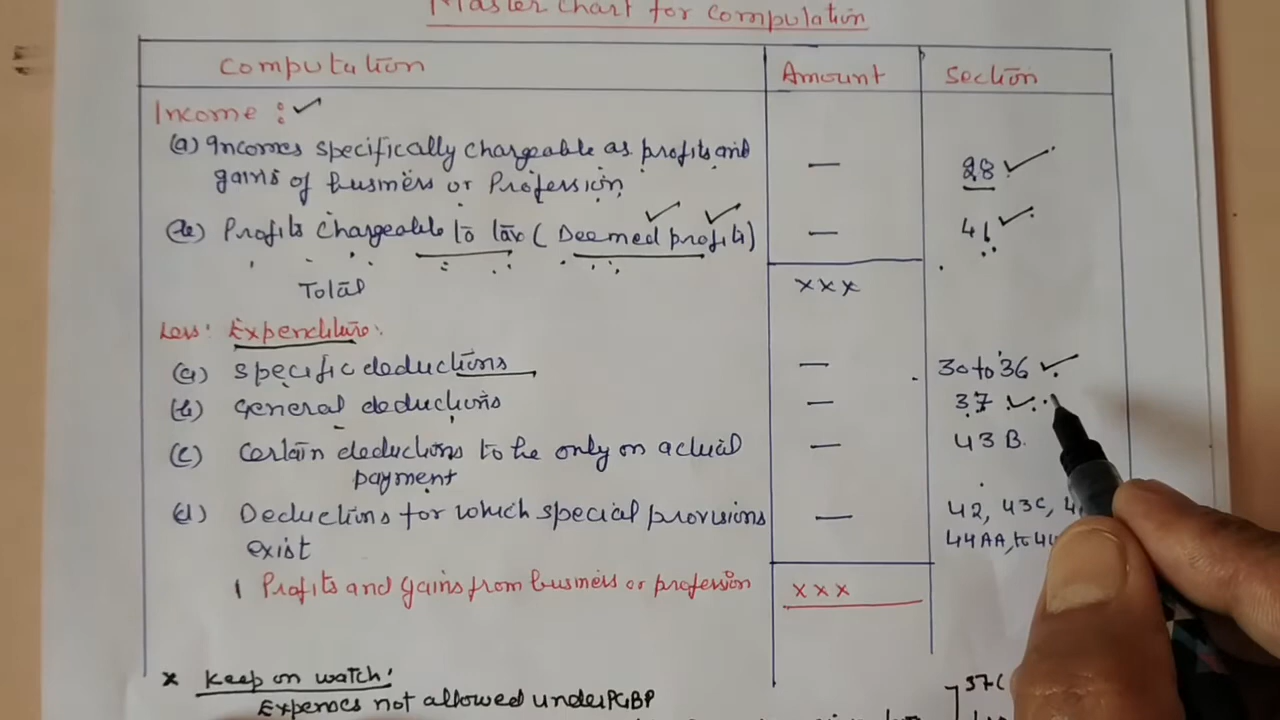 Master Chart for Computation
Computation Amount Section
Income :
(a) Incomes specifically chargeable as profits and
gains of business or Profession — 28
(b) Profits chargeable to tax (Deemed profits) — 41
Total xxx
Less: Expenditure:
(a) Specific deductions — 30 to 36
(b) General deductions — 37
(c) Certain deductions to be only on actual
payment — 43 B.
(d) Deductions for which special provisions
exist — 42, 43C,
44AA, to
Profits and gains from business or profession xxx
x Keep on watch:
Expenses not allowed under PGBP
37(